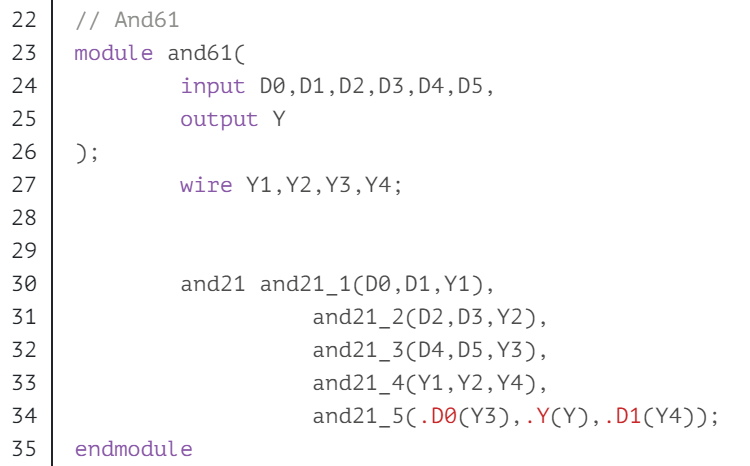 22 // And61
23 module and61(
24 input D0,D1,D2,D3,D4,D5,
25 output Y
26 );
27 wire Y1,Y2,Y3,Y4;
28
29
30 and21 and21_1(D0,D1,Y1),
31 and21_2(D2,D3,Y2),
32 and21_3(D4,D5,Y3),
33 and21_4(Y1,Y2,Y4),
34 and21_5(.D0(Y3),.Y(Y),.D1(Y4));
35 endmodule